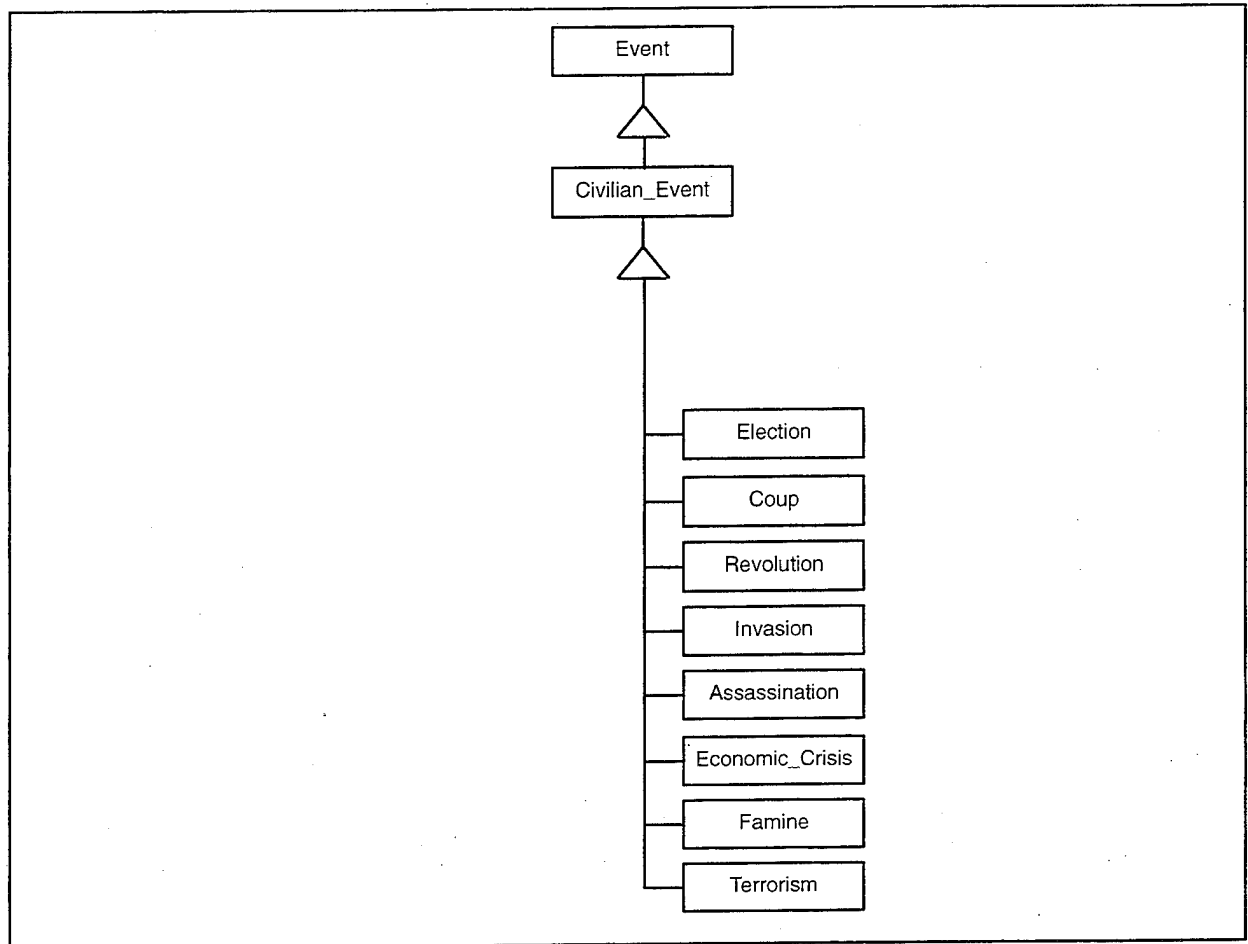 Event
Civilian_Event
Election
Coup
Revolution
Invasion
Assassination
Economic_Crisis
Famine
Terrorism